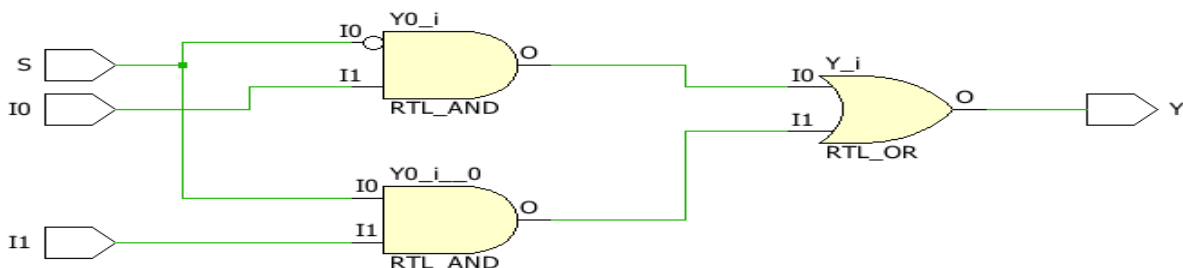 Y0_i
S
I0
I0
I1
O
RTL_AND
Y_i
I0
I1
O
RTL_OR
Y
Y0_i__0
I1
I0
I1
O
RTL_AND